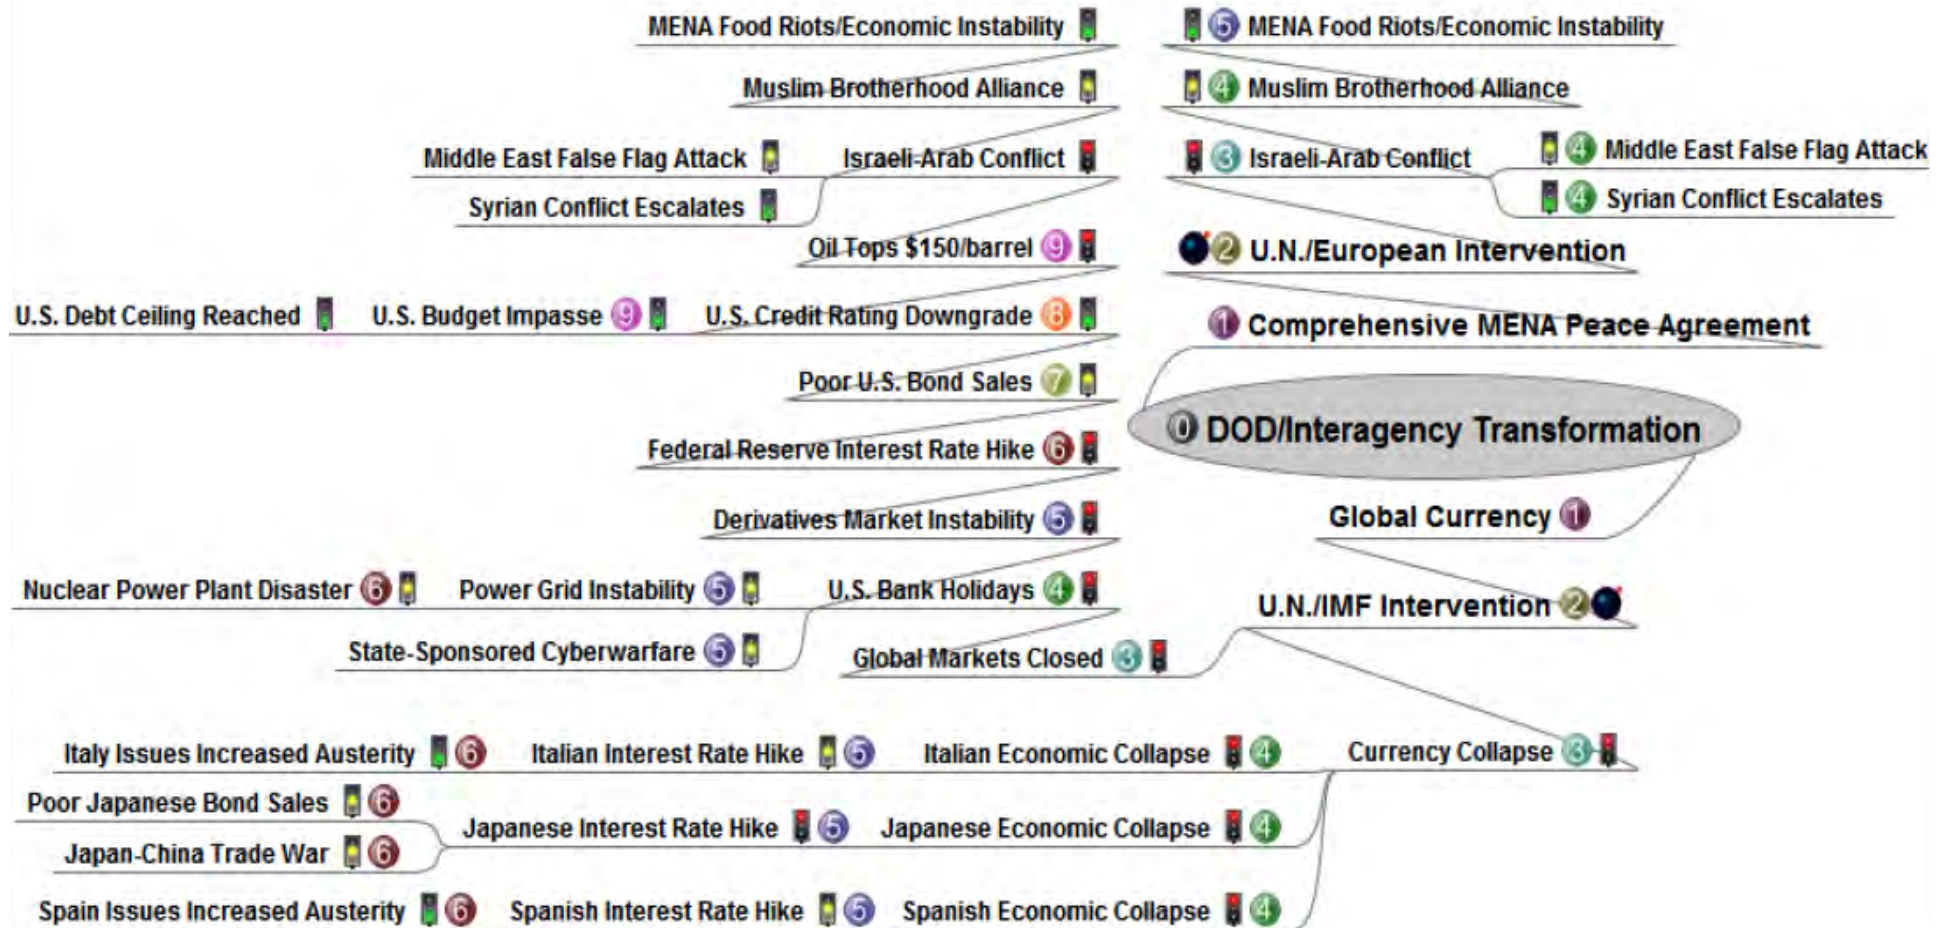 MENA Food Riots/Economic Instability
5 MENA Food Riots/Economic Instability
Muslim Brotherhood Alliance
4 Muslim Brotherhood Alliance
Middle East False Flag Attack
Israeli-Arab Conflict
3 Israeli-Arab Conflict
4 Middle East False Flag Attack
Syrian Conflict Escalates
4 Syrian Conflict Escalates
Oil Tops $150/barrel 9
2 U.N./European Intervention
U.S. Debt Ceiling Reached
U.S. Budget Impasse 9
U.S. Credit Rating Downgrade 8
1 Comprehensive MENA Peace Agreement
Poor U.S. Bond Sales 7
0 DOD/Interagency Transformation
Federal Reserve Interest Rate Hike 6
Derivatives Market Instability 5
Global Currency 1
Nuclear Power Plant Disaster 6
Power Grid Instability 5
U.S. Bank Holidays 4
U.N./IMF Intervention 2
State-Sponsored Cyberwarfare 5
Global Markets Closed 3
Italy Issues Increased Austerity 6
Italian Interest Rate Hike 5
Italian Economic Collapse 4
Currency Collapse 3
Poor Japanese Bond Sales 6
Japanese Interest Rate Hike 5
Japanese Economic Collapse 4
Japan-China Trade War 6
Spain Issues Increased Austerity 6
Spanish Interest Rate Hike 5
Spanish Economic Collapse 4